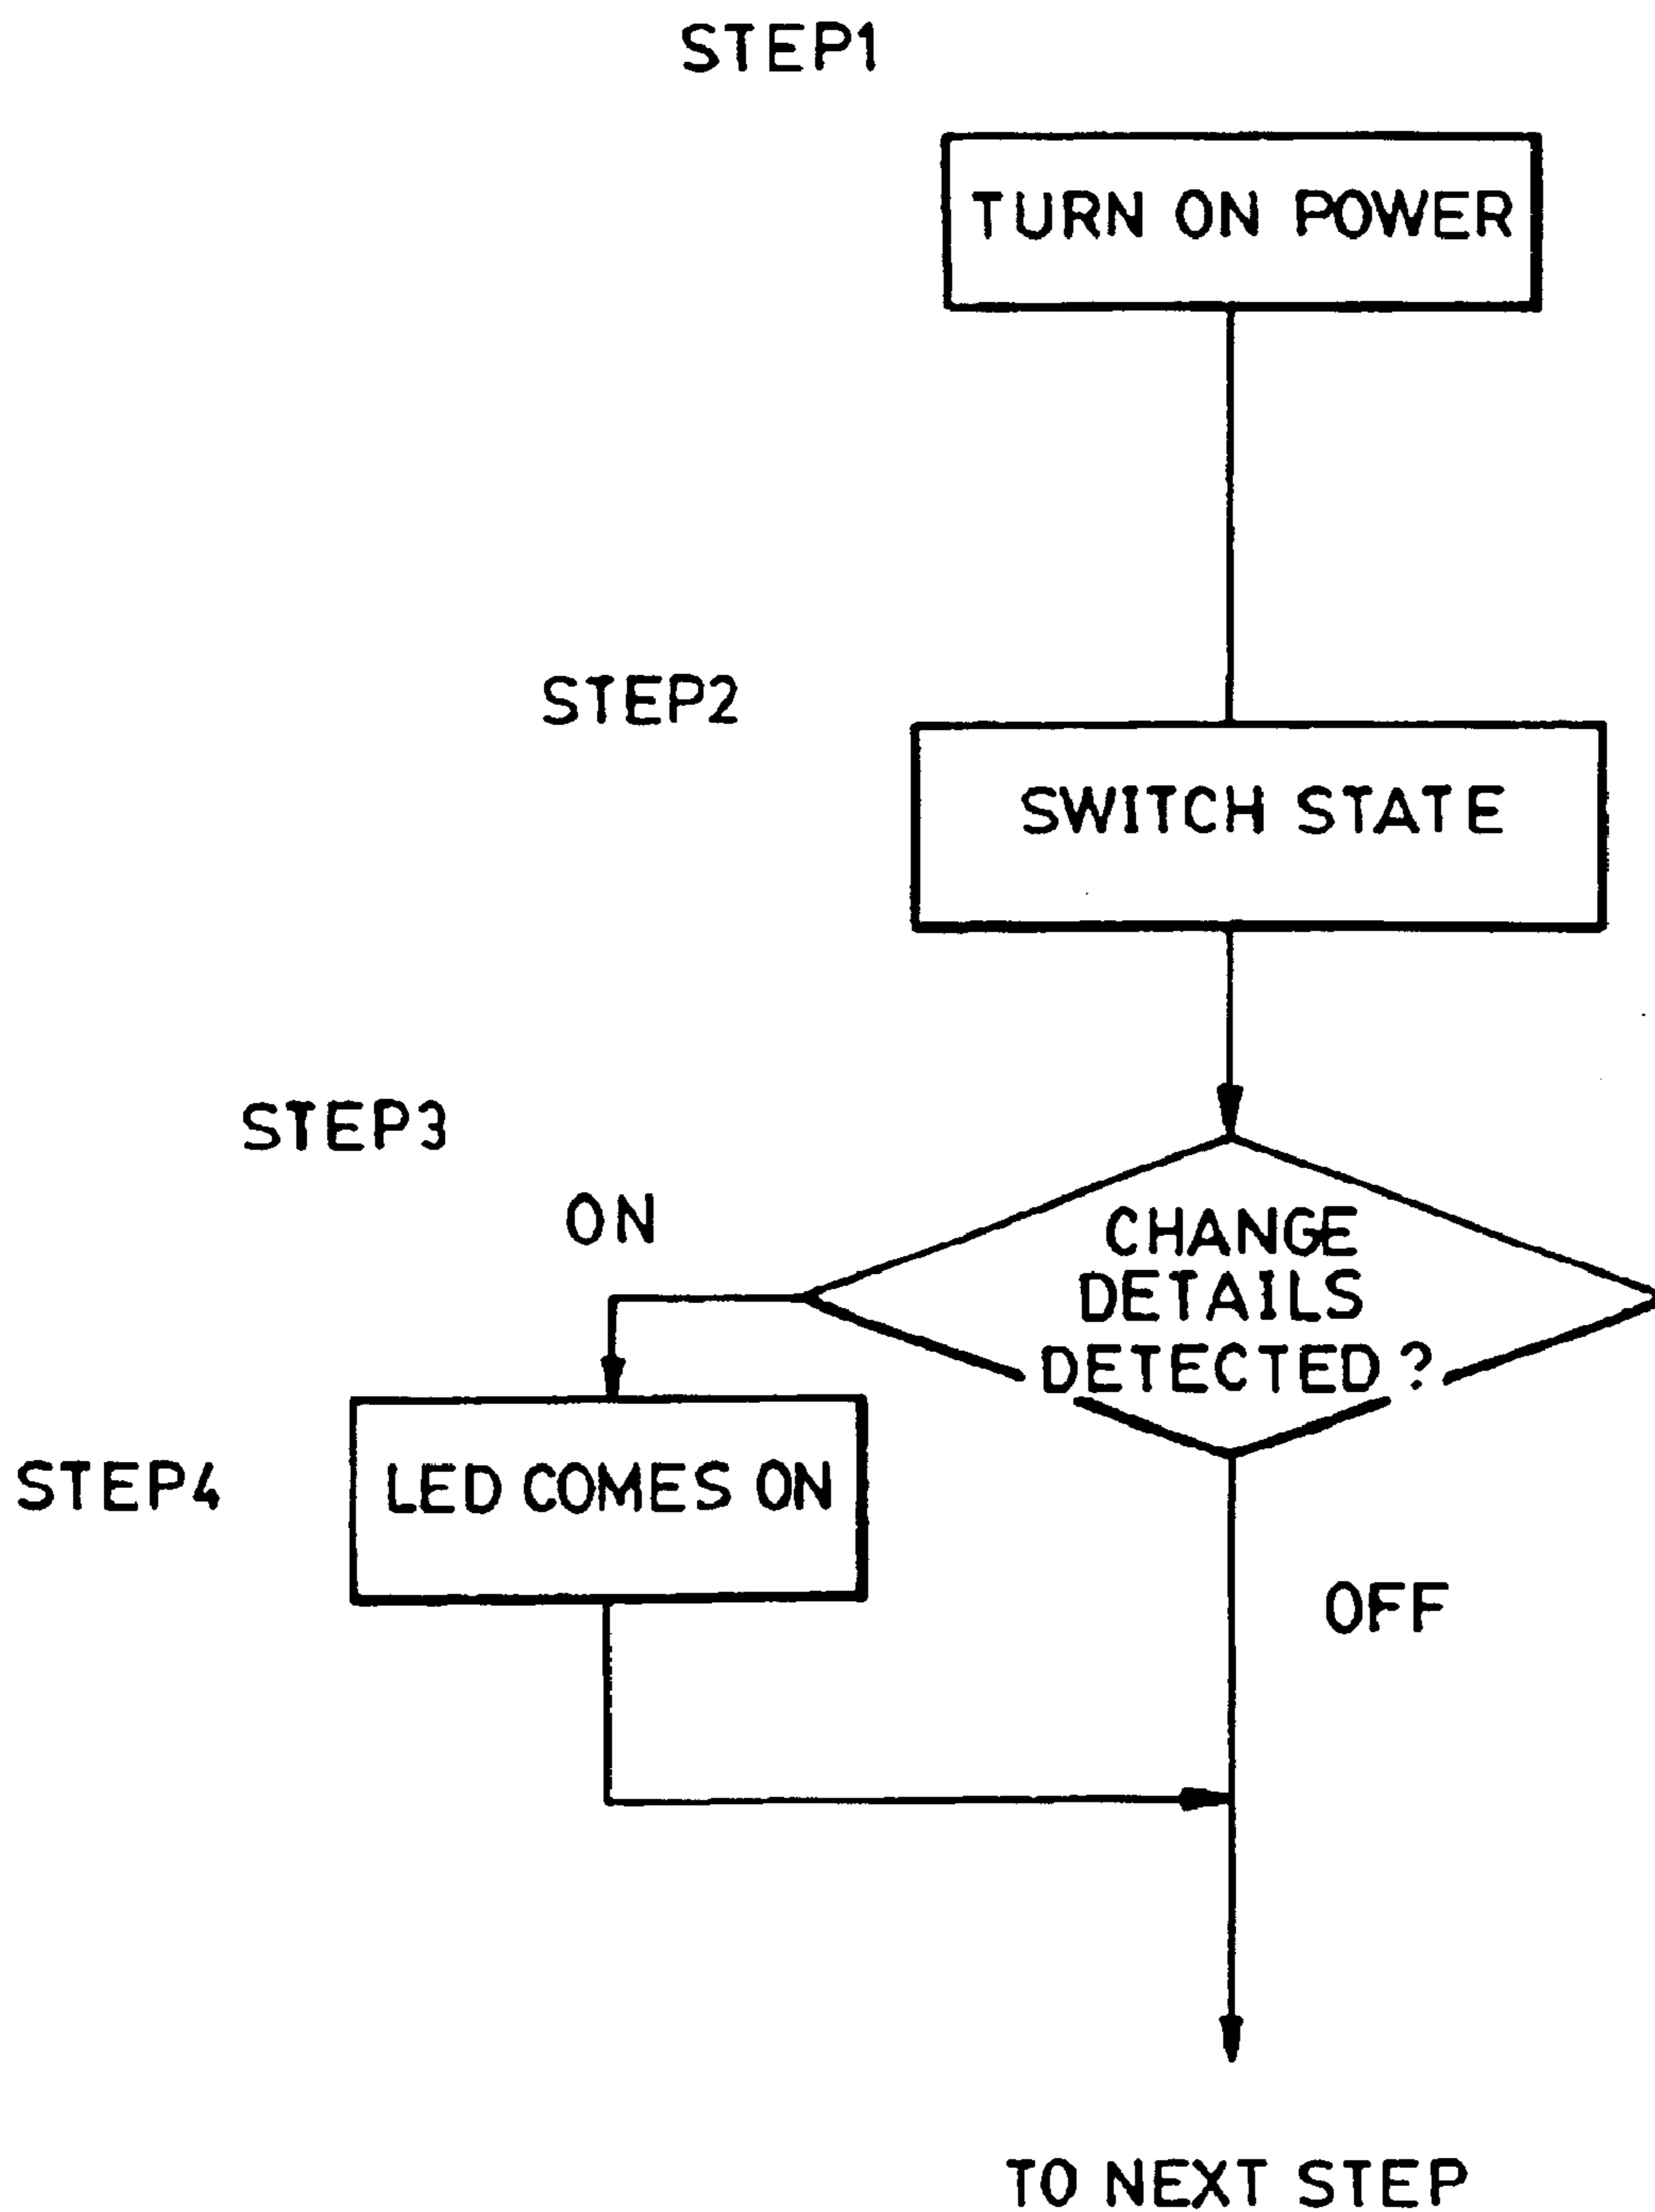 STEP1
TURN ON POWER
STEP2
SWITCH STATE
STEP3
ON
CHANGE
DETAILS
DETECTED ?
STEP4
LED COMES ON
OFF
TO NEXT STEP